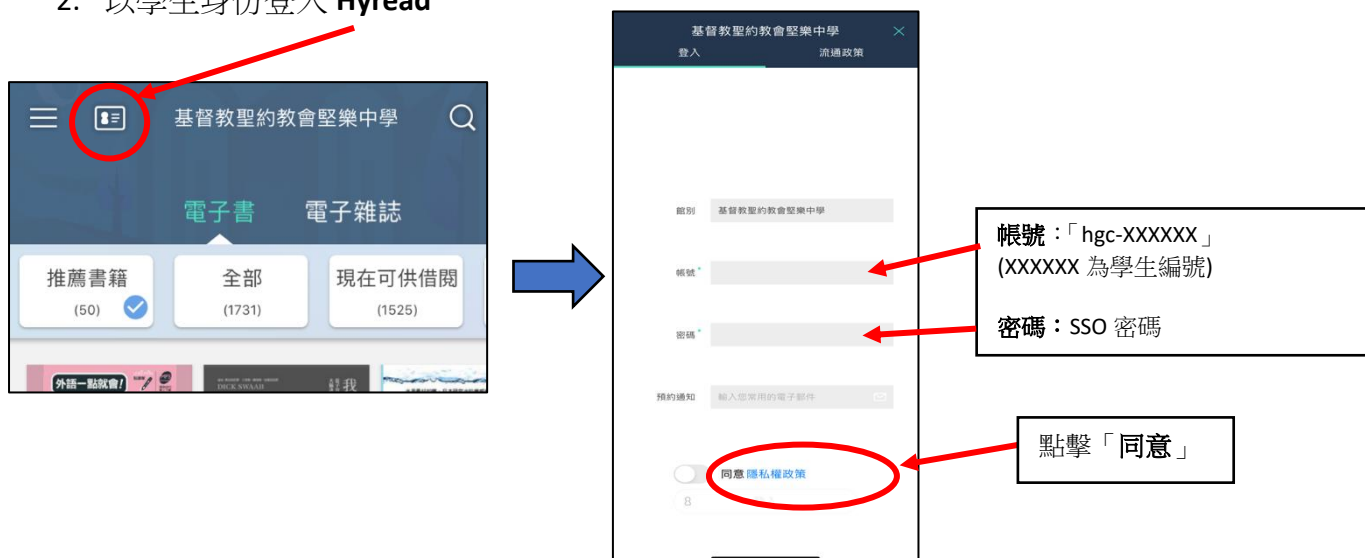 2. 以學生身份登入 Hyread
基督教聖約教會堅樂中學
電子書 電子雜誌
推薦書籍 全部 現在可供借閱
(50) (1731) (1525)
外語一點就會!
DICK SWAAB
我
基督教聖約教會堅樂中學
登入 流通政策
館別 基督教聖約教會堅樂中學
帳號*
密碼*
預約通知 輸入您常用的電子郵件
同意隱私權政策
帳號：「hgc-XXXXXX」
(XXXXXX 為學生編號)
密碼：SSO 密碼
點擊「同意」